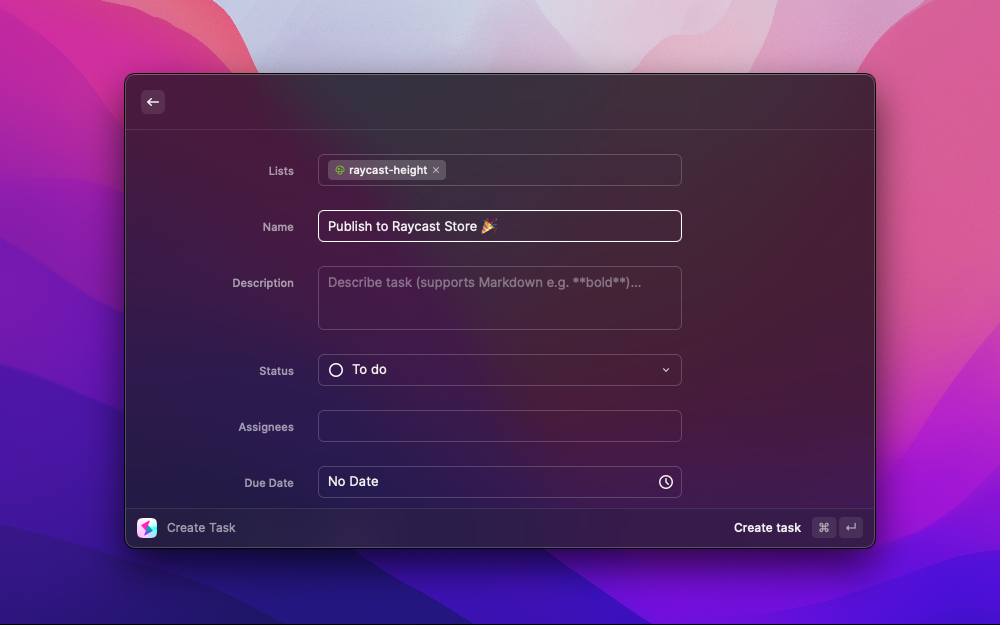 Lists
raycast-height
Name
Publish to Raycast Store 🎉
Description
Describe task (supports Markdown e.g. **bold**)...
Status
To do
Assignees
Due Date
No Date
Create Task
Create task ⌘ ↵